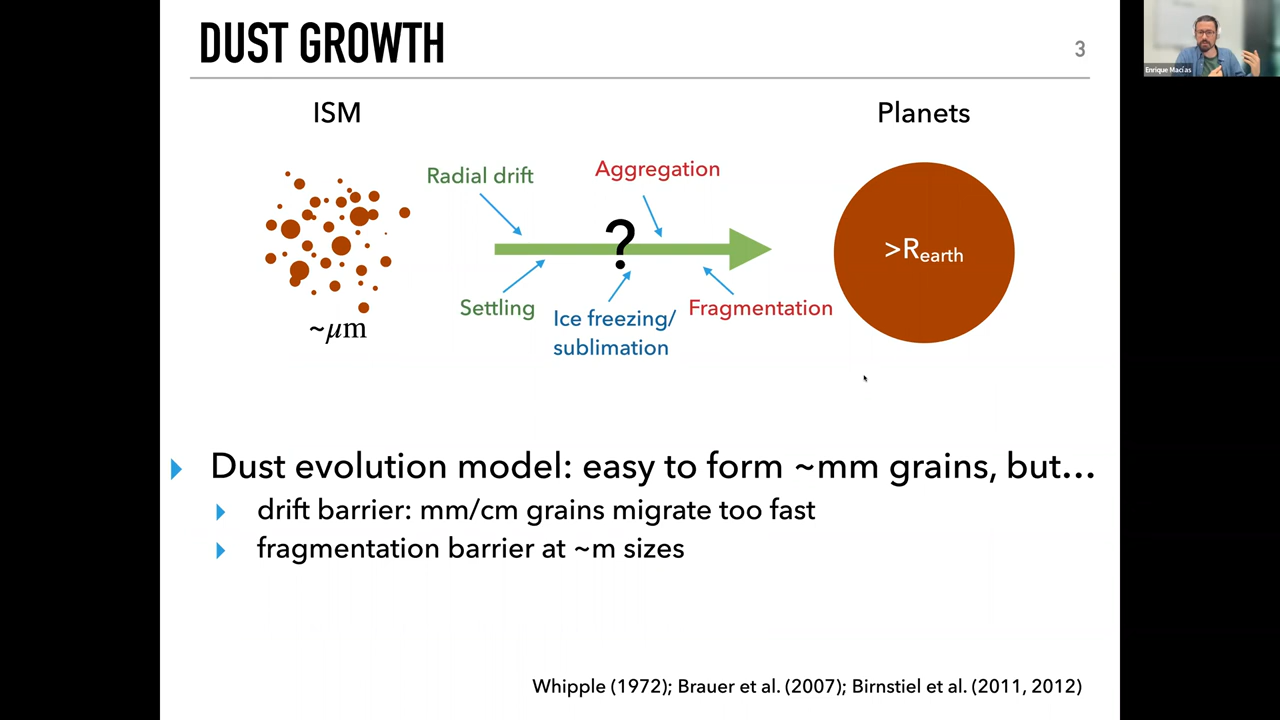 DUST GROWTH
3
Enrique Macías
ISM
Planets
Radial drift
Aggregation
?
>Rearth
Settling
Ice freezing/
sublimation
Fragmentation
~μm
Dust evolution model: easy to form ~mm grains, but…
drift barrier: mm/cm grains migrate too fast
fragmentation barrier at ~m sizes
Whipple (1972); Brauer et al. (2007); Birnstiel et al. (2011, 2012)